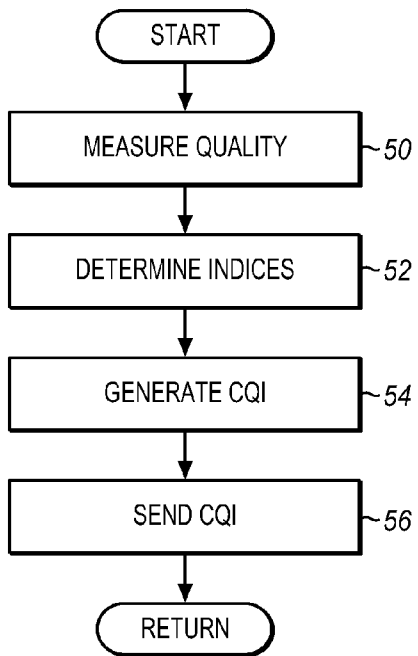 START
MEASURE QUALITY
50
DETERMINE INDICES
52
GENERATE CQI
54
SEND CQI
56
RETURN